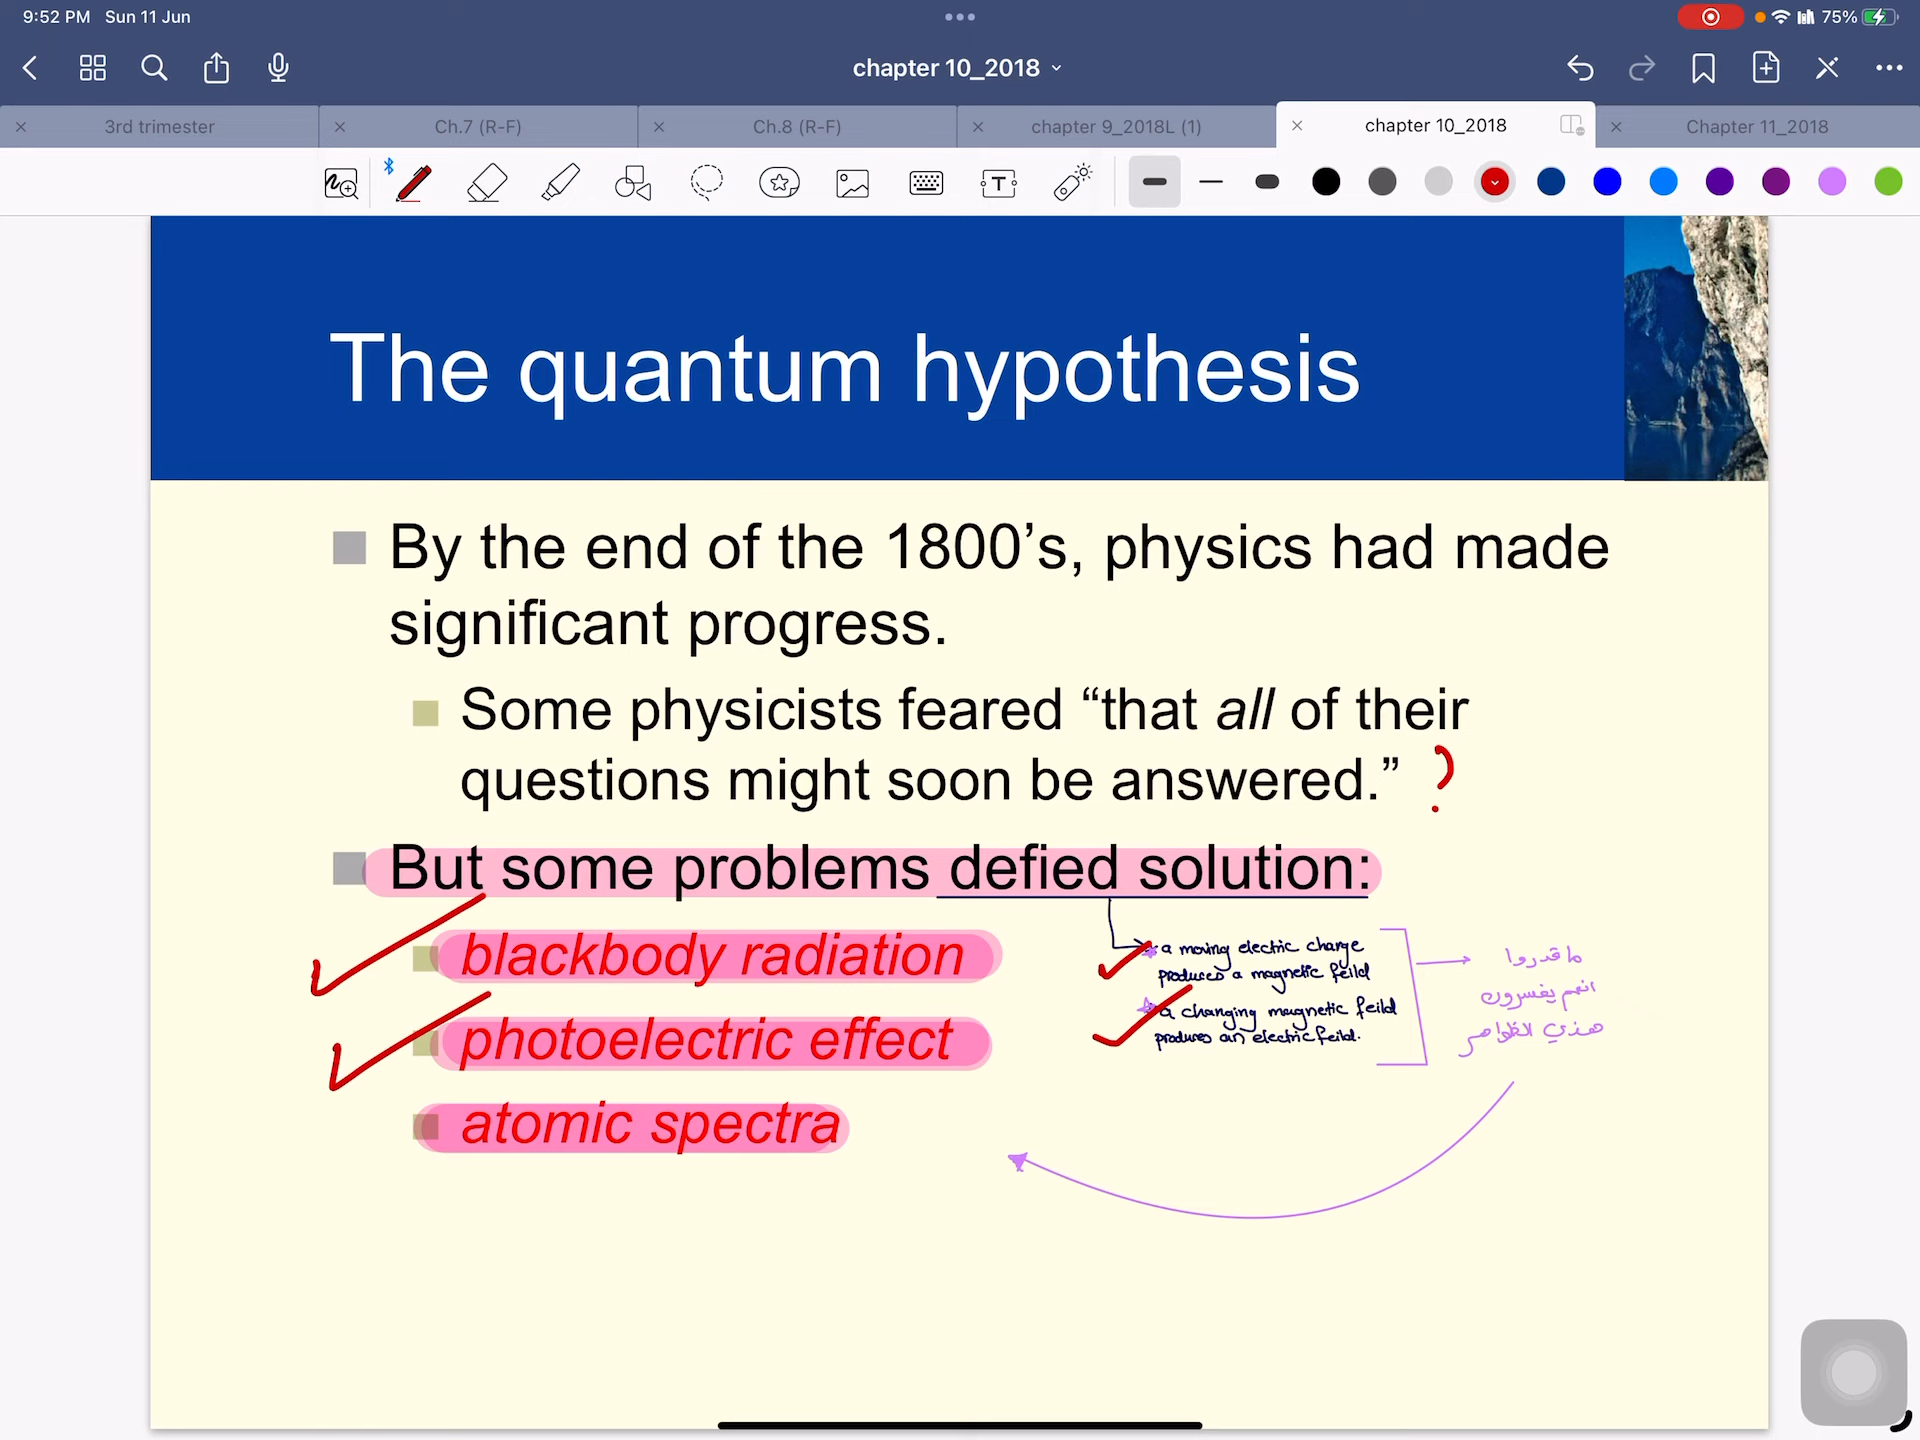 9:52 PM Sun 11 Jun
75%
chapter 10_2018
3rd trimester
Ch.7 (R-F)
Ch.8 (R-F)
chapter 9_2018L (1)
chapter 10_2018
Chapter 11_2018
The quantum hypothesis
By the end of the 1800’s, physics had made
significant progress.
Some physicists feared “that all of their
questions might soon be answered.” ?
But some problems defied solution:
blackbody radiation
photoelectric effect
atomic spectra
a moving electric charge
produces a magnetic feild
a changing magnetic feild
produces an electric feild.
ما قدروا
انهم يفسرون
هذي الظواهر